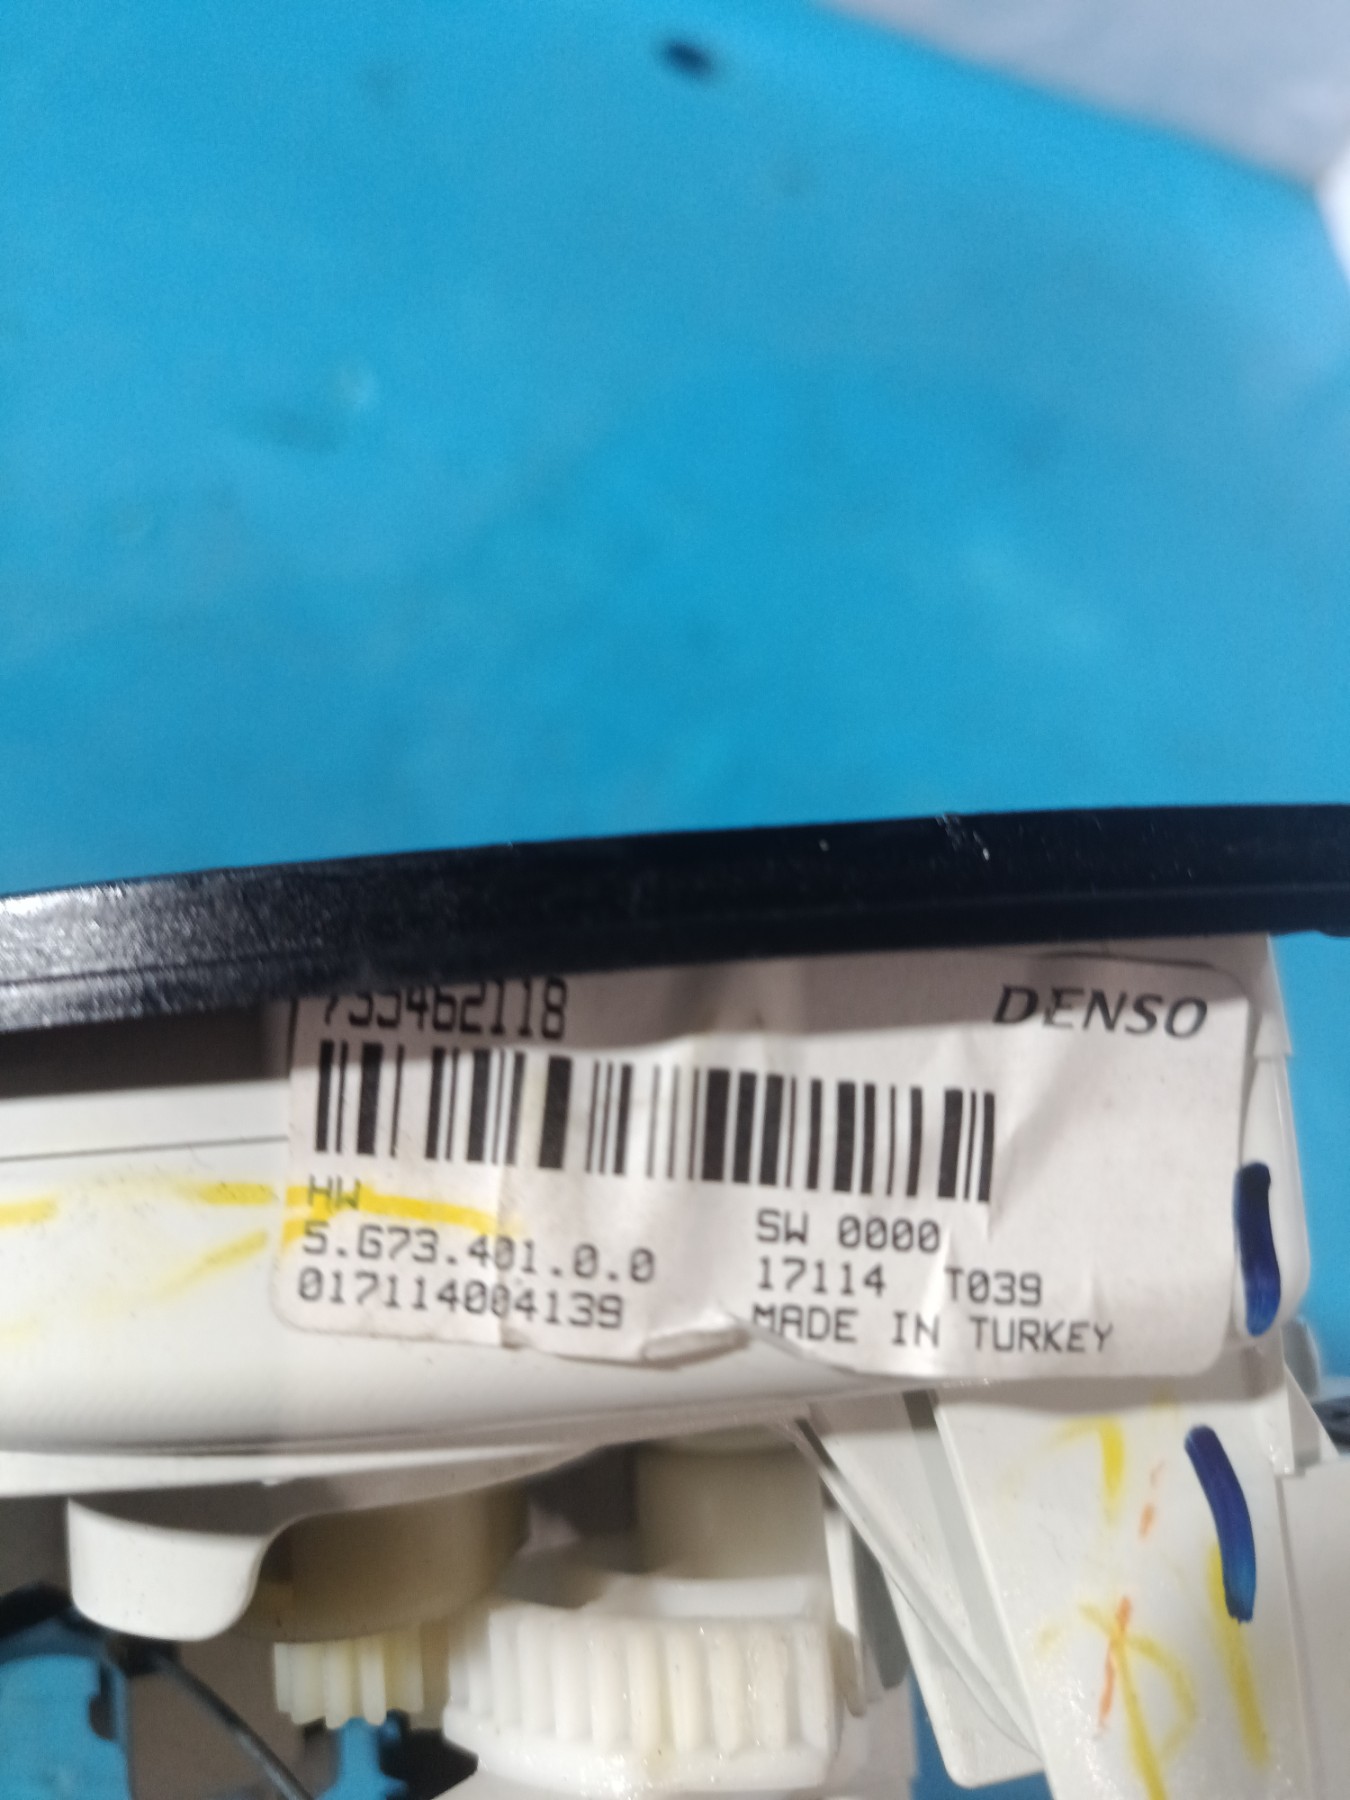 735462118
DENSO
HW
5.G73.401.0.0
017114004139
SW 0000
17114 T039
MADE IN TURKEY